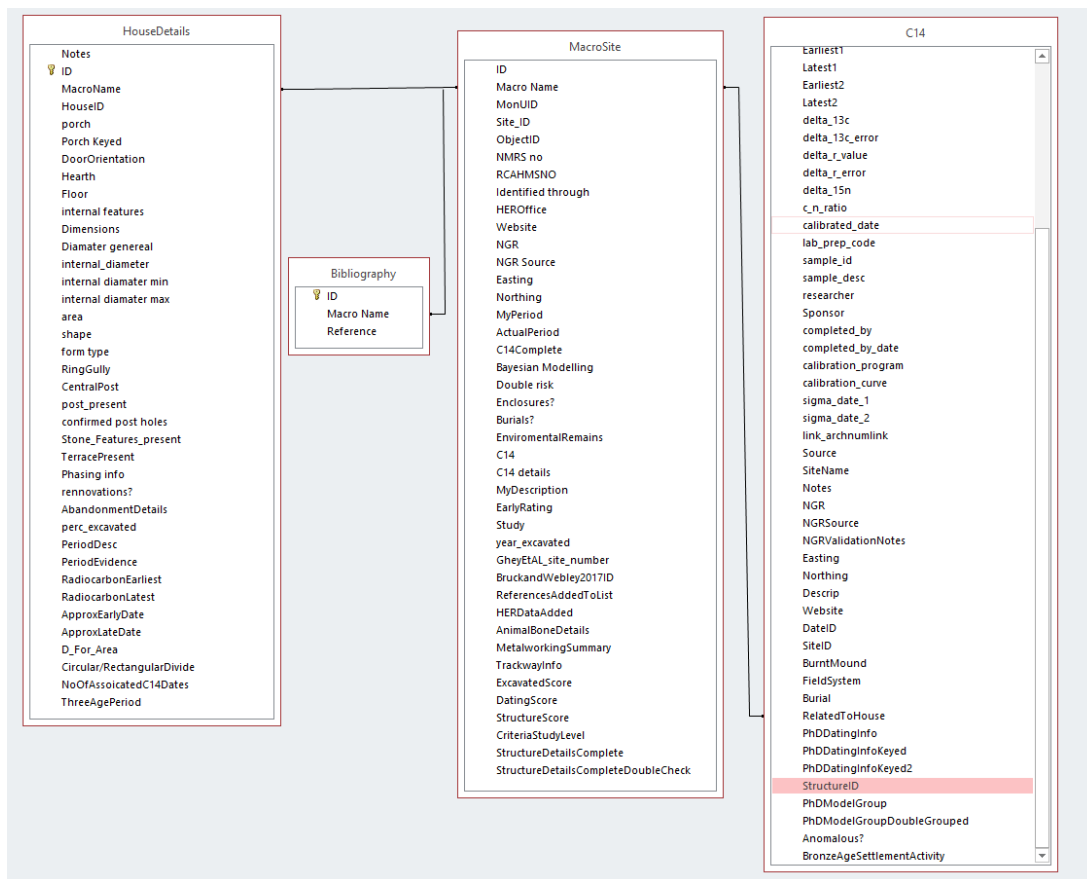 HouseDetails
Notes
ID
MacroName
HouseID
porch
Porch Keyed
DoorOrientation
Hearth
Floor
internal features
Dimensions
Diamater genereal
internal_diameter
internal diamater min
internal diamater max
area
shape
form type
RingGully
CentralPost
post_present
confirmed post holes
Stone_Features_present
TerracePresent
Phasing info
rennovations?
AbandonmentDetails
perc_excavated
PeriodDesc
PeriodEvidence
RadiocarbonEarliest
RadiocarbonLatest
ApproxEarlyDate
ApproxLateDate
D_For_Area
Circular/RectangularDivide
NoOfAssoicatedC14Dates
ThreeAgePeriod
Bibliography
ID
Macro Name
Reference
MacroSite
ID
Macro Name
MonUID
Site_ID
ObjectID
NMRS no
RCAHMSNO
Identified through
HEROffice
Website
NGR
NGR Source
Easting
Northing
MyPeriod
ActualPeriod
C14Complete
Bayesian Modelling
Double risk
Enclosures?
Burials?
EnviromentalRemains
C14
C14 details
MyDescription
EarlyRating
Study
year_excavated
GheyEtAL_site_number
BruckandWebley2017ID
ReferencesAddedToList
HERDataAdded
AnimalBoneDetails
MetalworkingSummary
TrackwayInfo
ExcavatedScore
DatingScore
StructureScore
CriteriaStudyLevel
StructureDetailsComplete
StructureDetailsCompleteDoubleCheck
C14
Earliest1
Latest1
Earliest2
Latest2
delta_13c
delta_13c_error
delta_r_value
delta_r_error
delta_15n
c_n_ratio
calibrated_date
lab_prep_code
sample_id
sample_desc
researcher
Sponsor
completed_by
completed_by_date
calibration_program
calibration_curve
sigma_date_1
sigma_date_2
link_archnumlink
Source
SiteName
Notes
NGR
NGRSource
NGRValidationNotes
Easting
Northing
Descrip
Website
DateID
SiteID
BurntMound
FieldSystem
Burial
RelatedToHouse
PhDDatingInfo
PhDDatingInfoKeyed
PhDDatingInfoKeyed2
StructureID
PhDModelGroup
PhDModelGroupDoubleGrouped
Anomalous?
BronzeAgeSettlementActivity